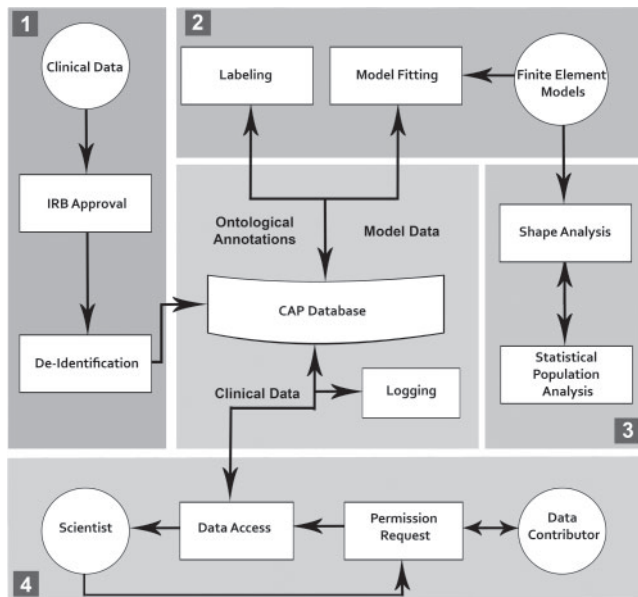 1
Clinical Data
IRB Approval
De-Identification
2
Labeling
Model Fitting
Finite Element
Models
Ontological
Annotations
Model Data
CAP Database
Clinical Data
Logging
Shape Analysis
Statistical
Population
Analysis
3
Scientist
Data Access
Permission
Request
Data
Contributor
4